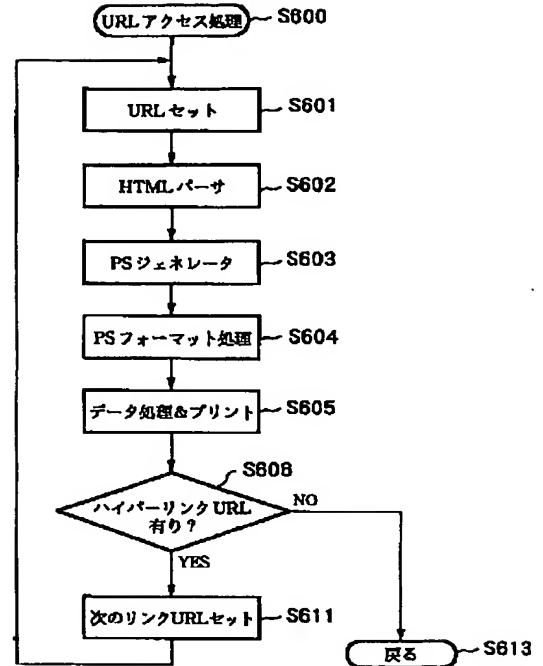 URLアクセス処理 S600
URLセット S601
HTMLパーサ S602
PSジェネレータ S603
PSフォーマット処理 S604
データ処理&プリント S605
S608
ハイパーリンクURL
有り?
NO
YES
次のリンクURLセット S611
戻る S613